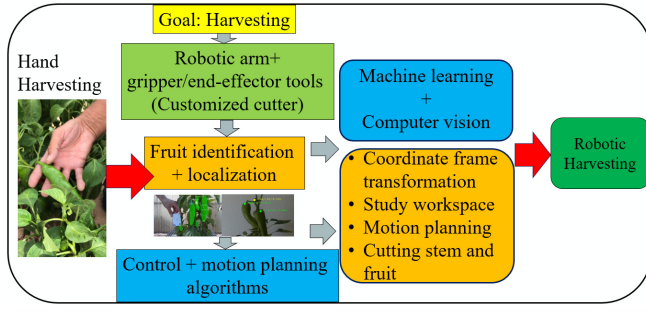 Goal: Harvesting
Hand
Harvesting
Robotic arm+
gripper/end-effector tools
(Customized cutter)
Machine learning
+
Computer vision
Fruit identification
+ localization
• Coordinate frame
transformation
• Study workspace
• Motion planning
• Cutting stem and
fruit
Robotic
Harvesting
Control + motion planning
algorithms